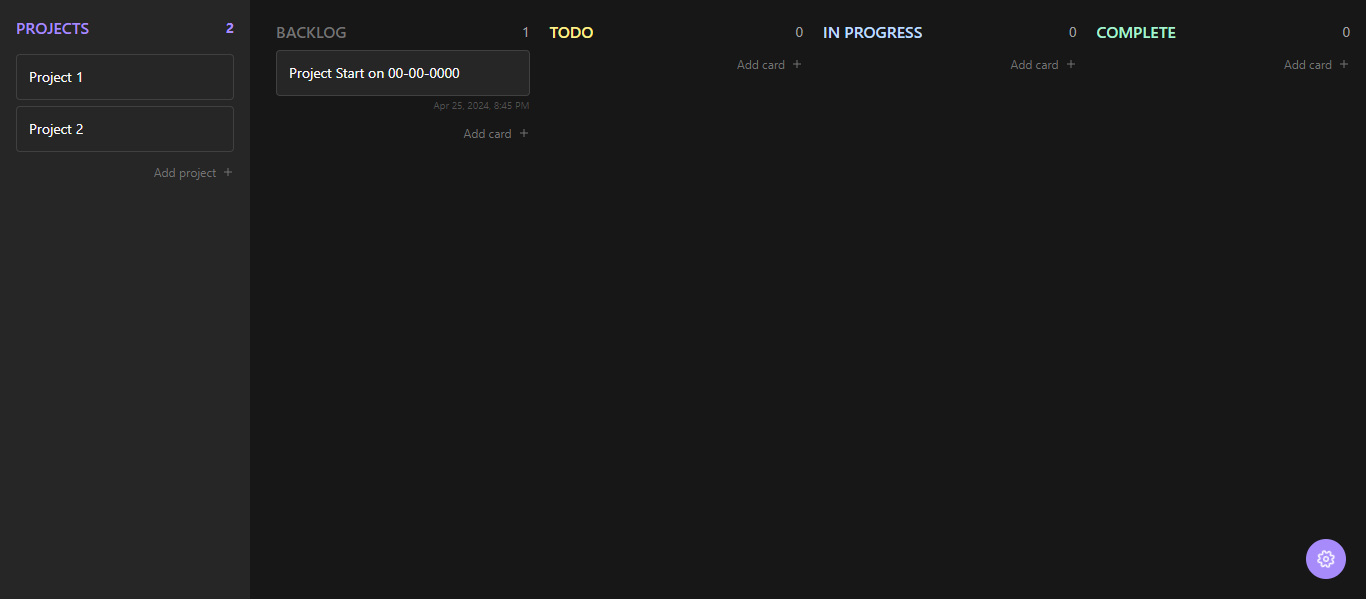 PROJECTS 2
Project 1
Project 2
Add project +
BACKLOG 1
Project Start on 00-00-0000
Apr 25, 2024, 8:45 PM
Add card +
TODO 0
Add card +
IN PROGRESS 0
Add card +
COMPLETE 0
Add card +